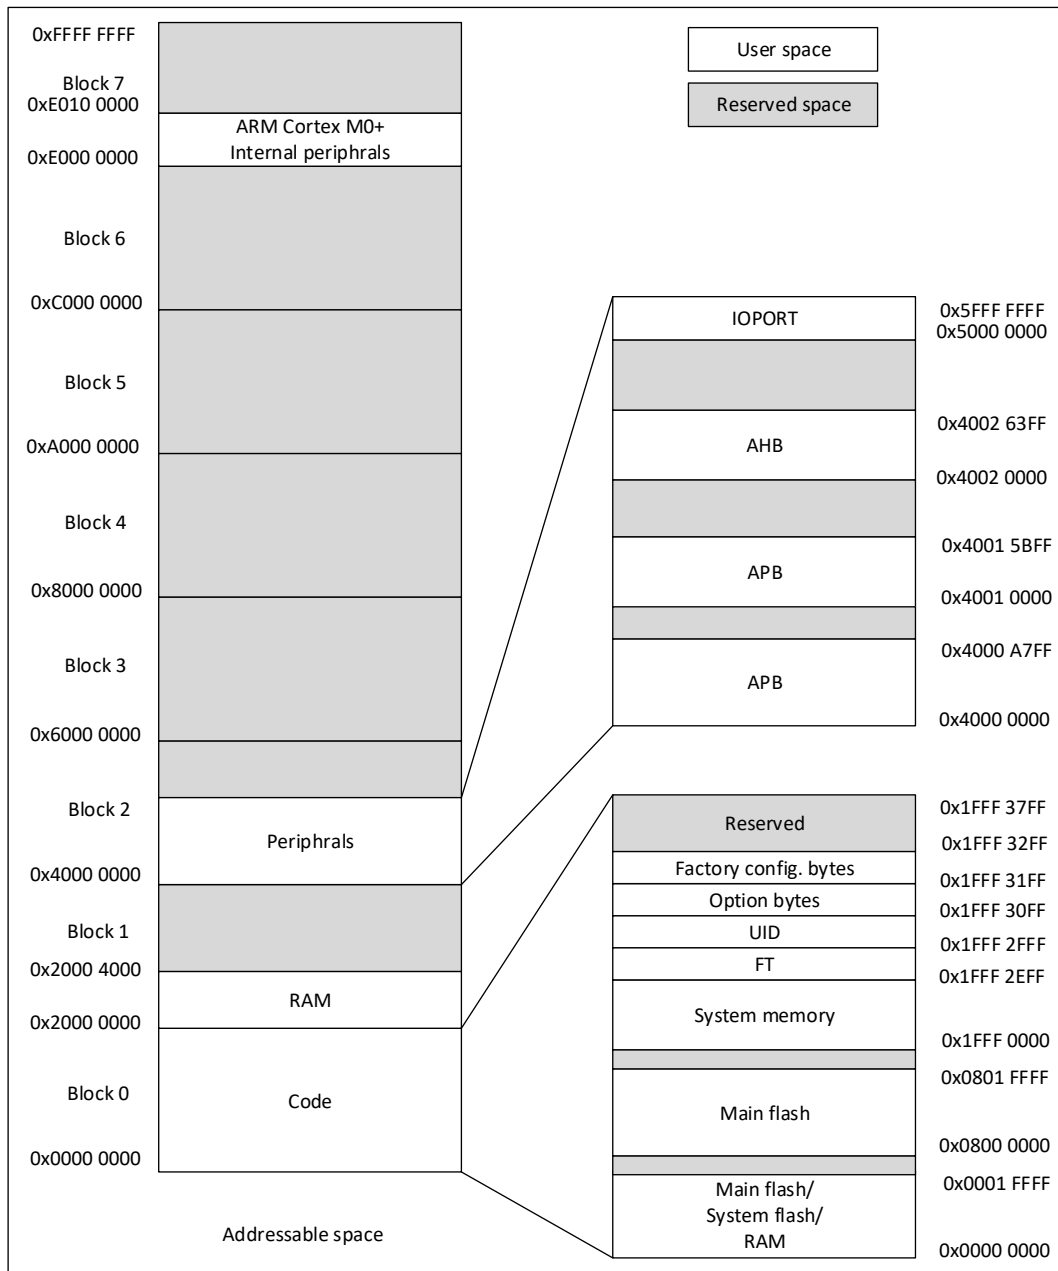 0xFFFF FFFF
Block 7
0xE010 0000
ARM Cortex M0+
Internal periphrals
0xE000 0000
Block 6
0xC000 0000
Block 5
0xA000 0000
Block 4
0x8000 0000
Block 3
0x6000 0000
Block 2
Periphrals
0x4000 0000
Block 1
0x2000 4000
RAM
0x2000 0000
Block 0
Code
0x0000 0000
Addressable space
User space
Reserved space
IOPORT
0x5FFF FFFF
0x5000 0000
AHB
0x4002 63FF
0x4002 0000
APB
0x4001 5BFF
0x4001 0000
APB
0x4000 A7FF
0x4000 0000
Reserved
0x1FFF 37FF
0x1FFF 32FF
Factory config. bytes
0x1FFF 31FF
Option bytes
0x1FFF 30FF
UID
0x1FFF 2FFF
FT
0x1FFF 2EFF
System memory
0x1FFF 0000
0x0801 FFFF
Main flash
0x0800 0000
0x0001 FFFF
Main flash/
System flash/
RAM
0x0000 0000